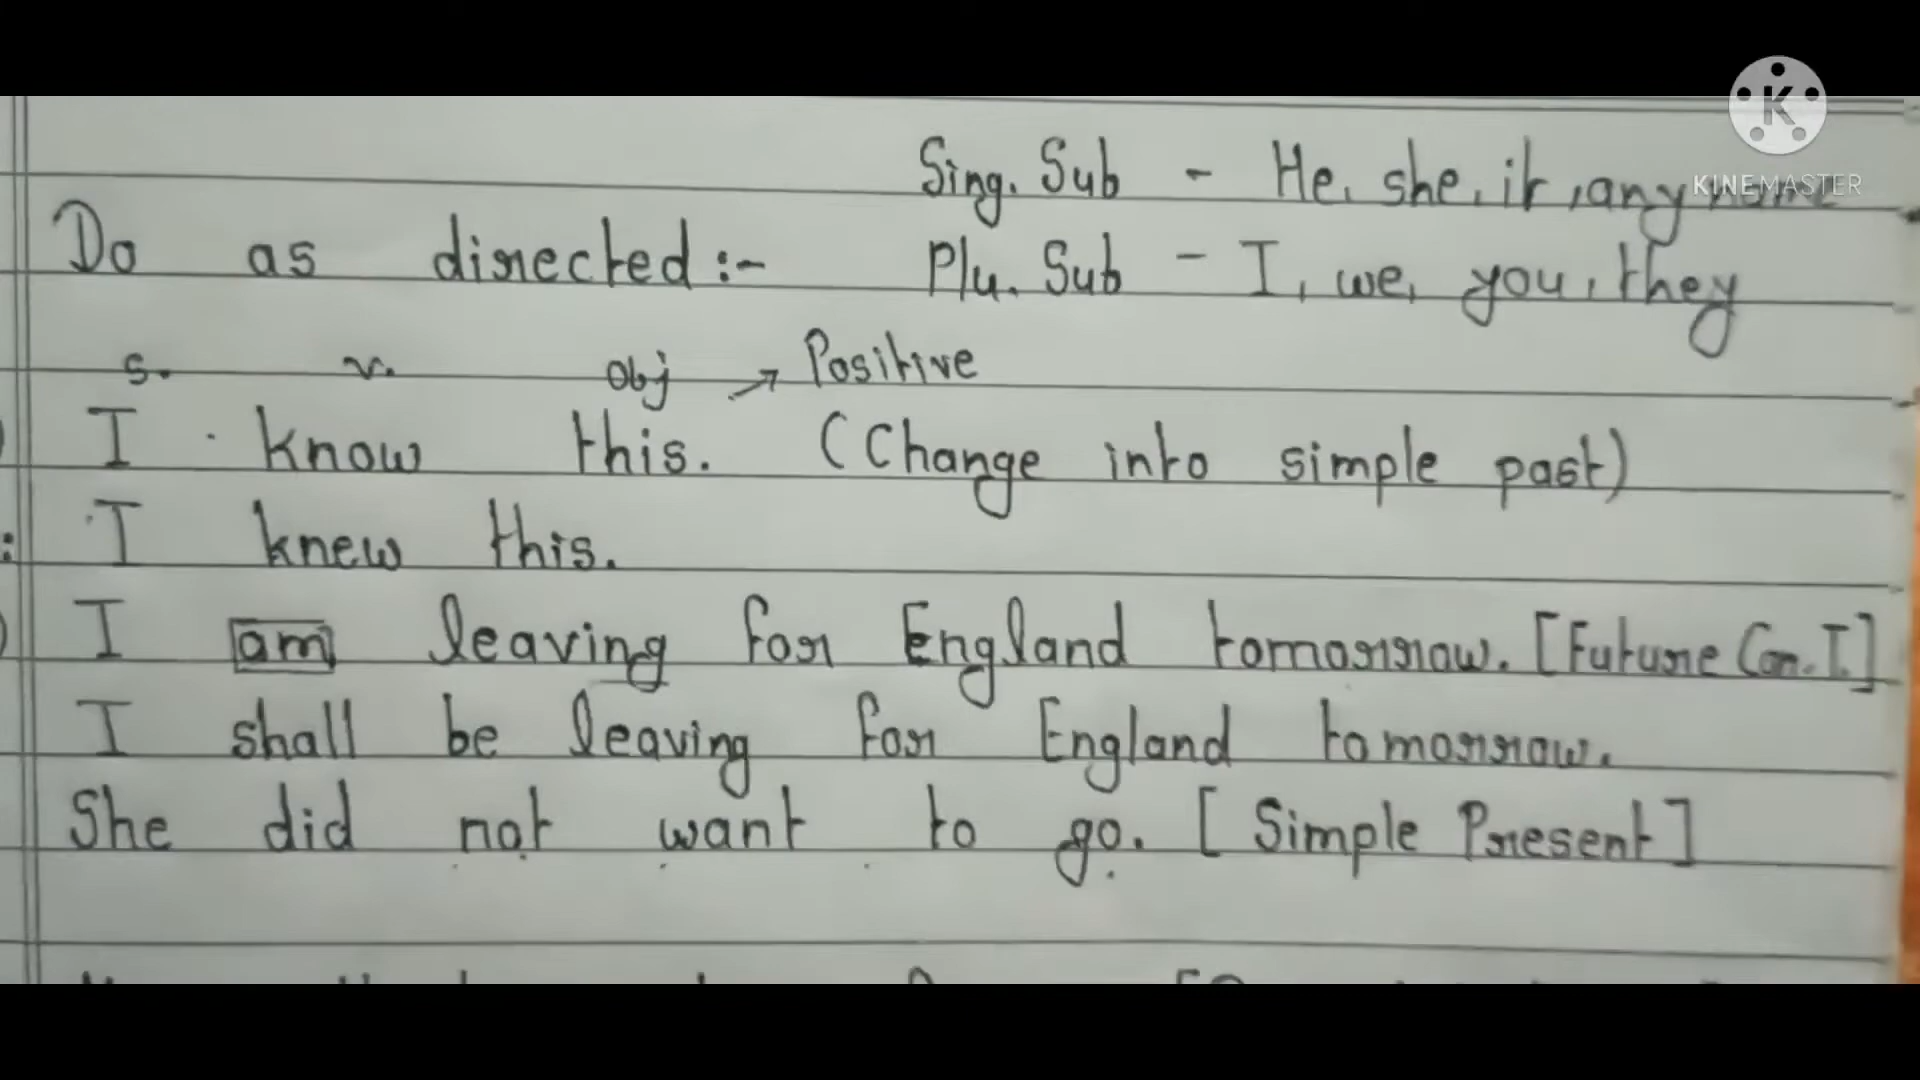 Sing. Sub - He, she, it, any name
Do as directed :- Plu. Sub - I, we, you, they
s. v. obj → Positive
I know this. (Change into simple past)
: I knew this.
I am leaving for England tomorrow. [Future Con. T.]
I shall be leaving for England tomorrow.
She did not want to go. [Simple Present]
K
KINEMASTER